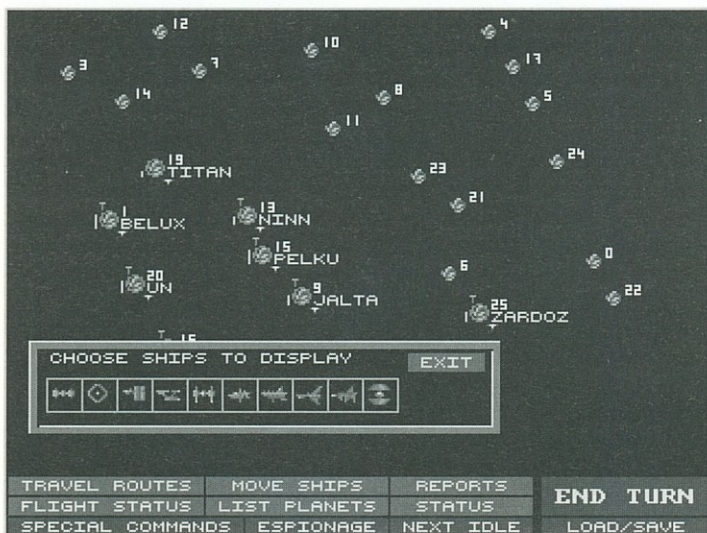 12
4
10
3
7
17
14
8
5
11
19
TITAN
24
23
1
BELUX
13
NINN
21
15
PELKU
0
6
20
UN
9
JALTA
22
25
ZARDOZ
T
CHOOSE SHIPS TO DISPLAY
EXIT
TRAVEL ROUTES
MOVE SHIPS
REPORTS
END TURN
FLIGHT STATUS
LIST PLANETS
STATUS
SPECIAL COMMANDS
ESPIONAGE
NEXT IDLE
LOAD/SAVE